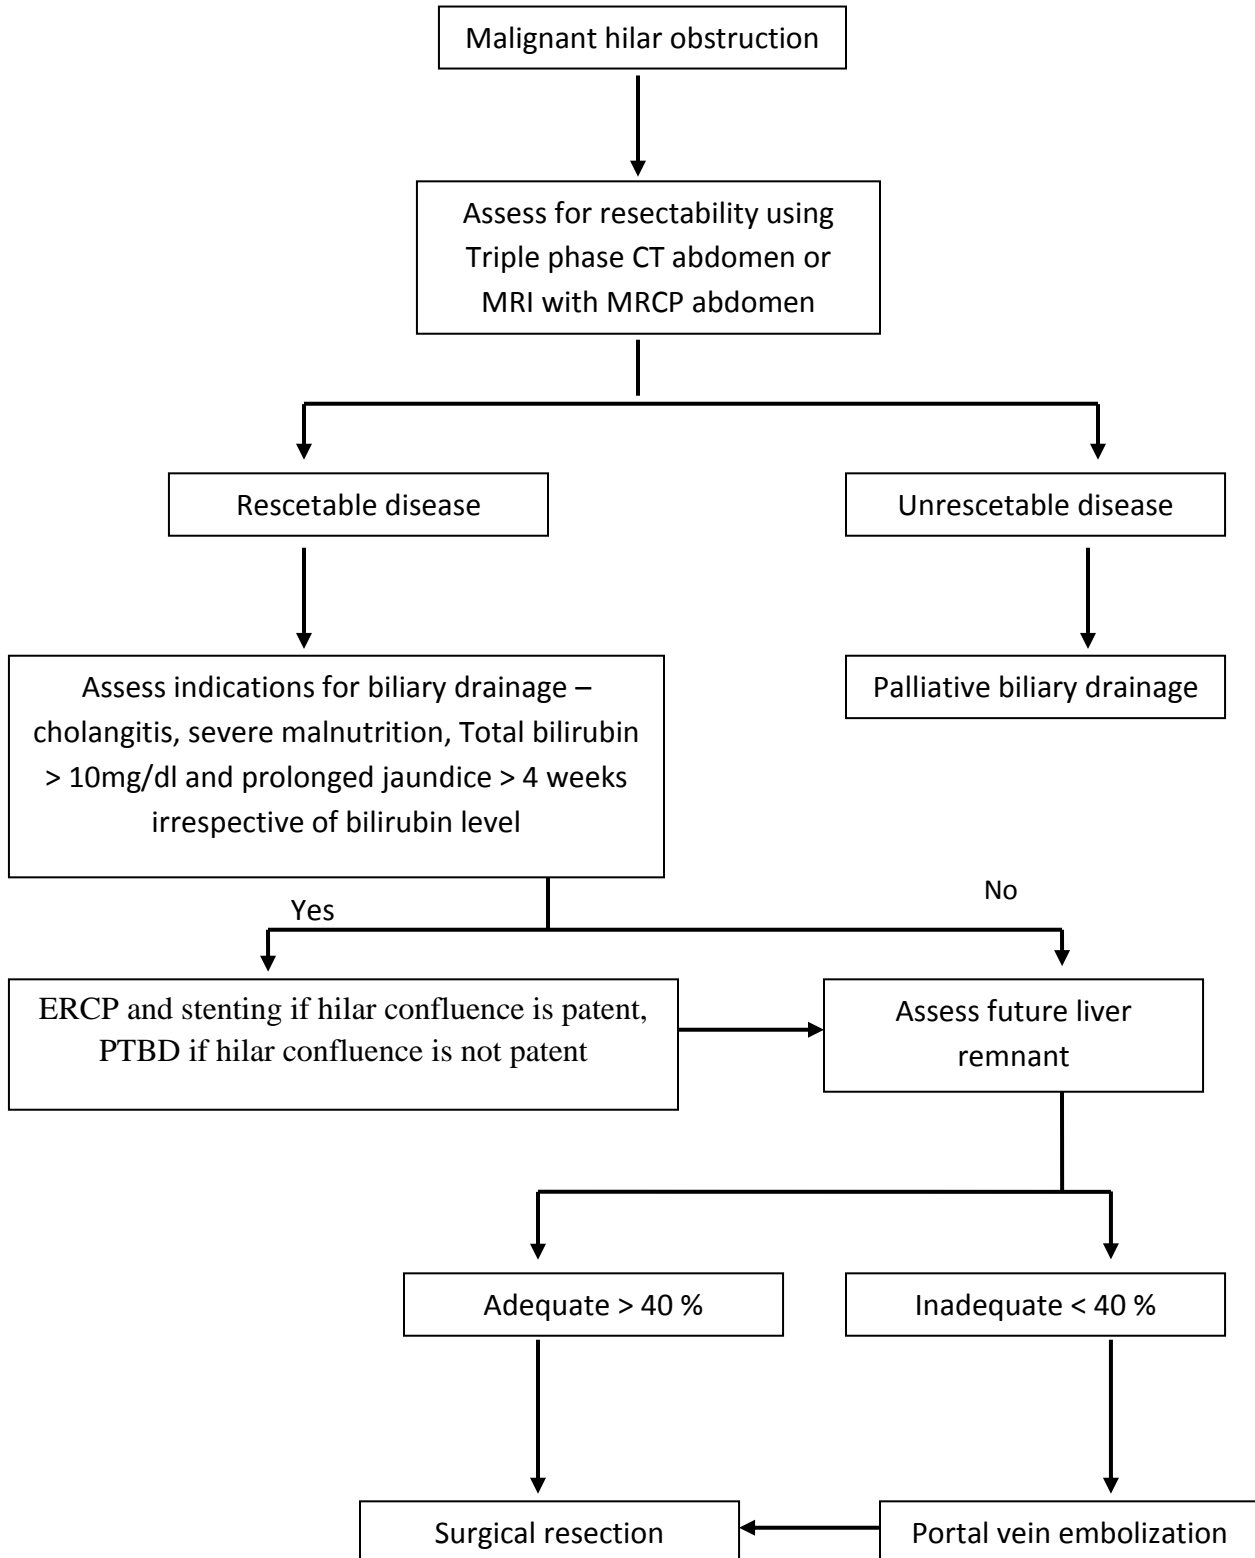 Malignant hilar obstruction
Assess for resectability using
Triple phase CT abdomen or
MRI with MRCP abdomen
Rescetable disease
Unrescetable disease
Assess indications for biliary drainage –
cholangitis, severe malnutrition, Total bilirubin
> 10mg/dl and prolonged jaundice > 4 weeks
irrespective of bilirubin level
Palliative biliary drainage
Yes
No
ERCP and stenting if hilar confluence is patent,
PTBD if hilar confluence is not patent
Assess future liver
remnant
Adequate > 40 %
Inadequate < 40 %
Surgical resection
Portal vein embolization